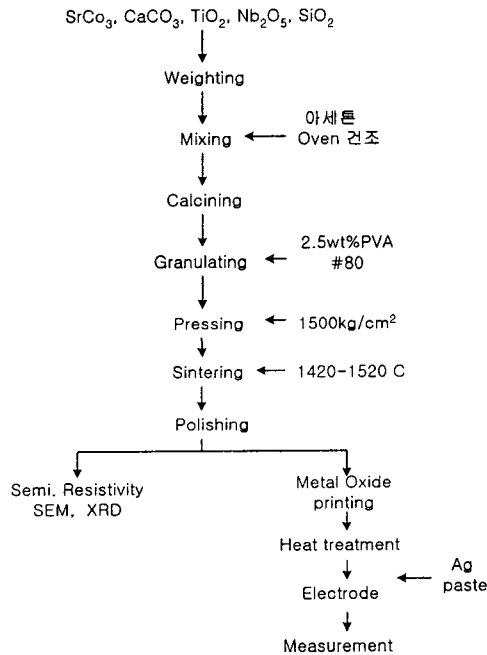 SrCo₃, CaCO₃, TiO₂, Nb₂O₅, SiO₂
Weighting
Mixing
아세톤
Oven 건조
Calcining
Granulating
2.5wt%PVA
#80
Pressing
1500kg/cm²
Sintering
1420-1520 C
Polishing
Semi. Resistivity
SEM, XRD
Metal Oxide
printing
Heat treatment
Electrode
Ag
paste
Measurement